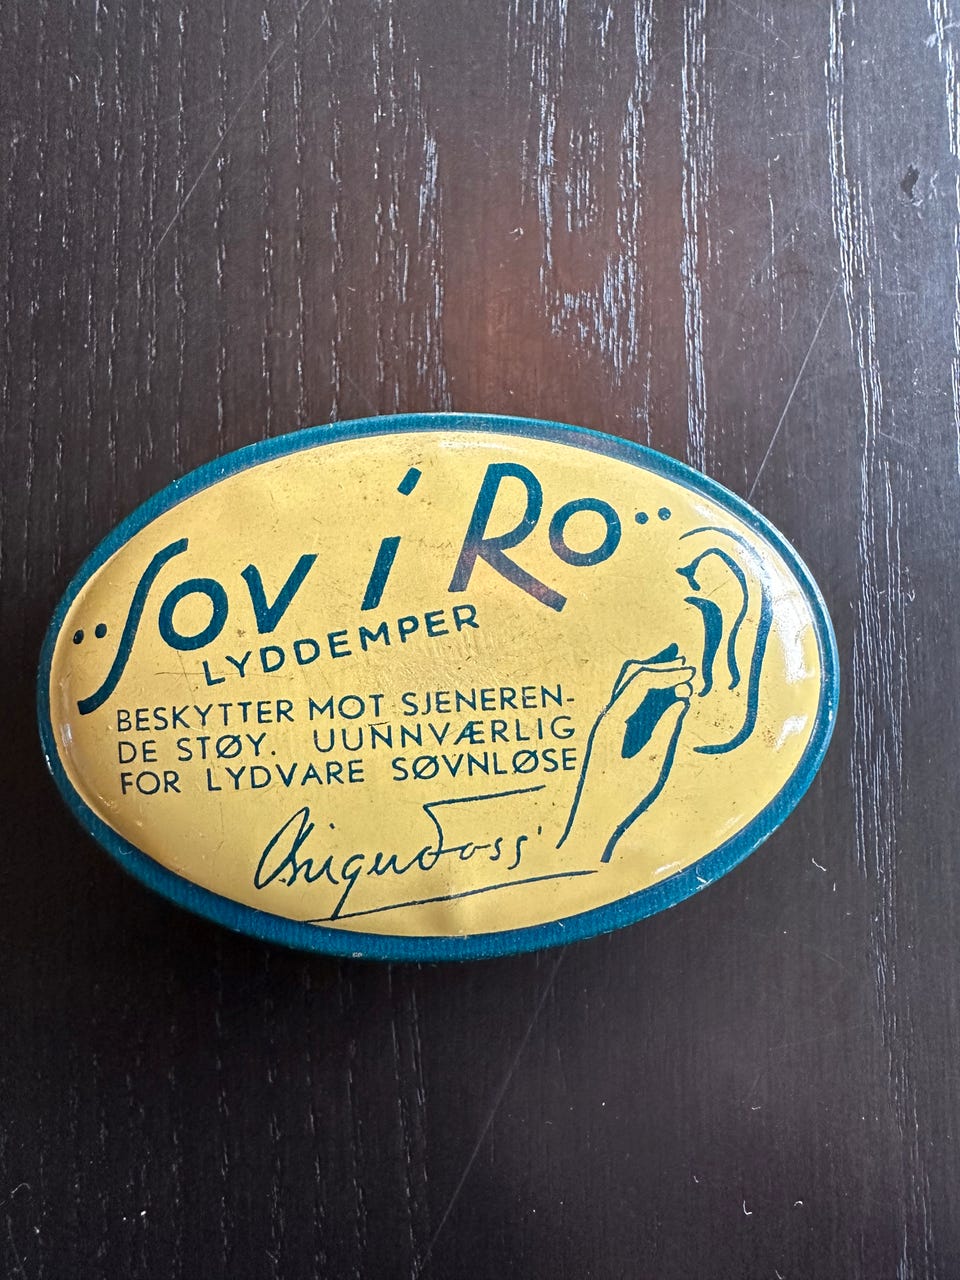 ..Sov i Ro..
LYDDEMPER
BESKYTTER MOT SJENEREN-
DE STØY. UUNNVÆRLIG
FOR LYDVARE SØVNLØSE